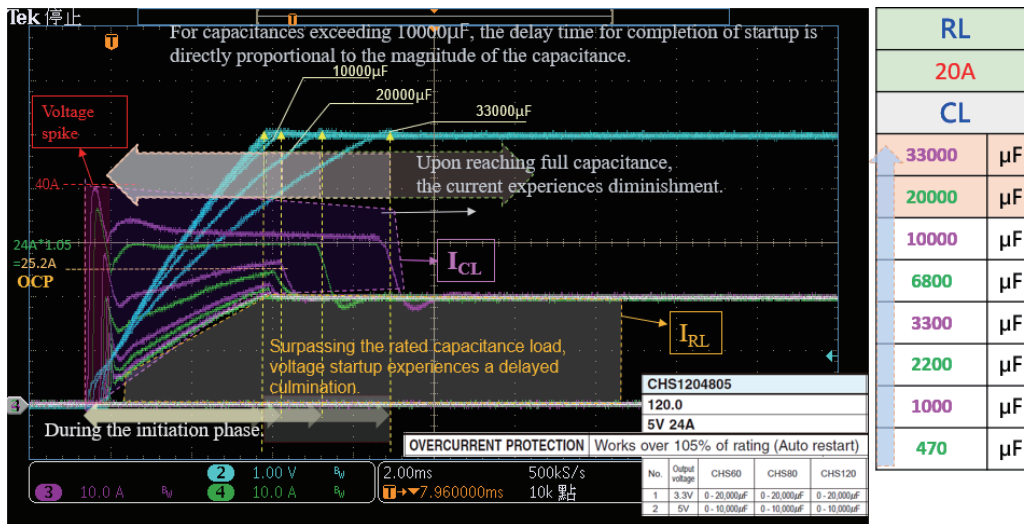 Tek 停止
For capacitances exceeding 10000μF, the delay time for completion of startup is
directly proportional to the magnitude of the capacitance.
10000μF
20000μF
33000μF
Voltage
spike
40A
Upon reaching full capacitance,
the current experiences diminishment.
24A*1.05
=25.2A
OCP
I_CL
I_RL
Surpassing the rated capacitance load,
voltage startup experiences a delayed
culmination.
During the initiation phase.
CHS1204805
120.0
5V 24A
OVERCURRENT PROTECTION Works over 105% of rating (Auto restart)
No. Output voltage CHS60 CHS80 CHS120
1 3.3V 0 - 20,000μF 0 - 20,000μF 0 - 20,000μF
2 5V 0 - 10,000μF 0 - 10,000μF 0 - 10,000μF
2 1.00 V BW
3 10.0 A BW 4 10.0 A BW
2.00ms 500kS/s
T→▼7.960000ms 10k 點
T
T
4
RL
20A
CL
33000 μF
20000 μF
10000 μF
6800 μF
3300 μF
2200 μF
1000 μF
470 μF